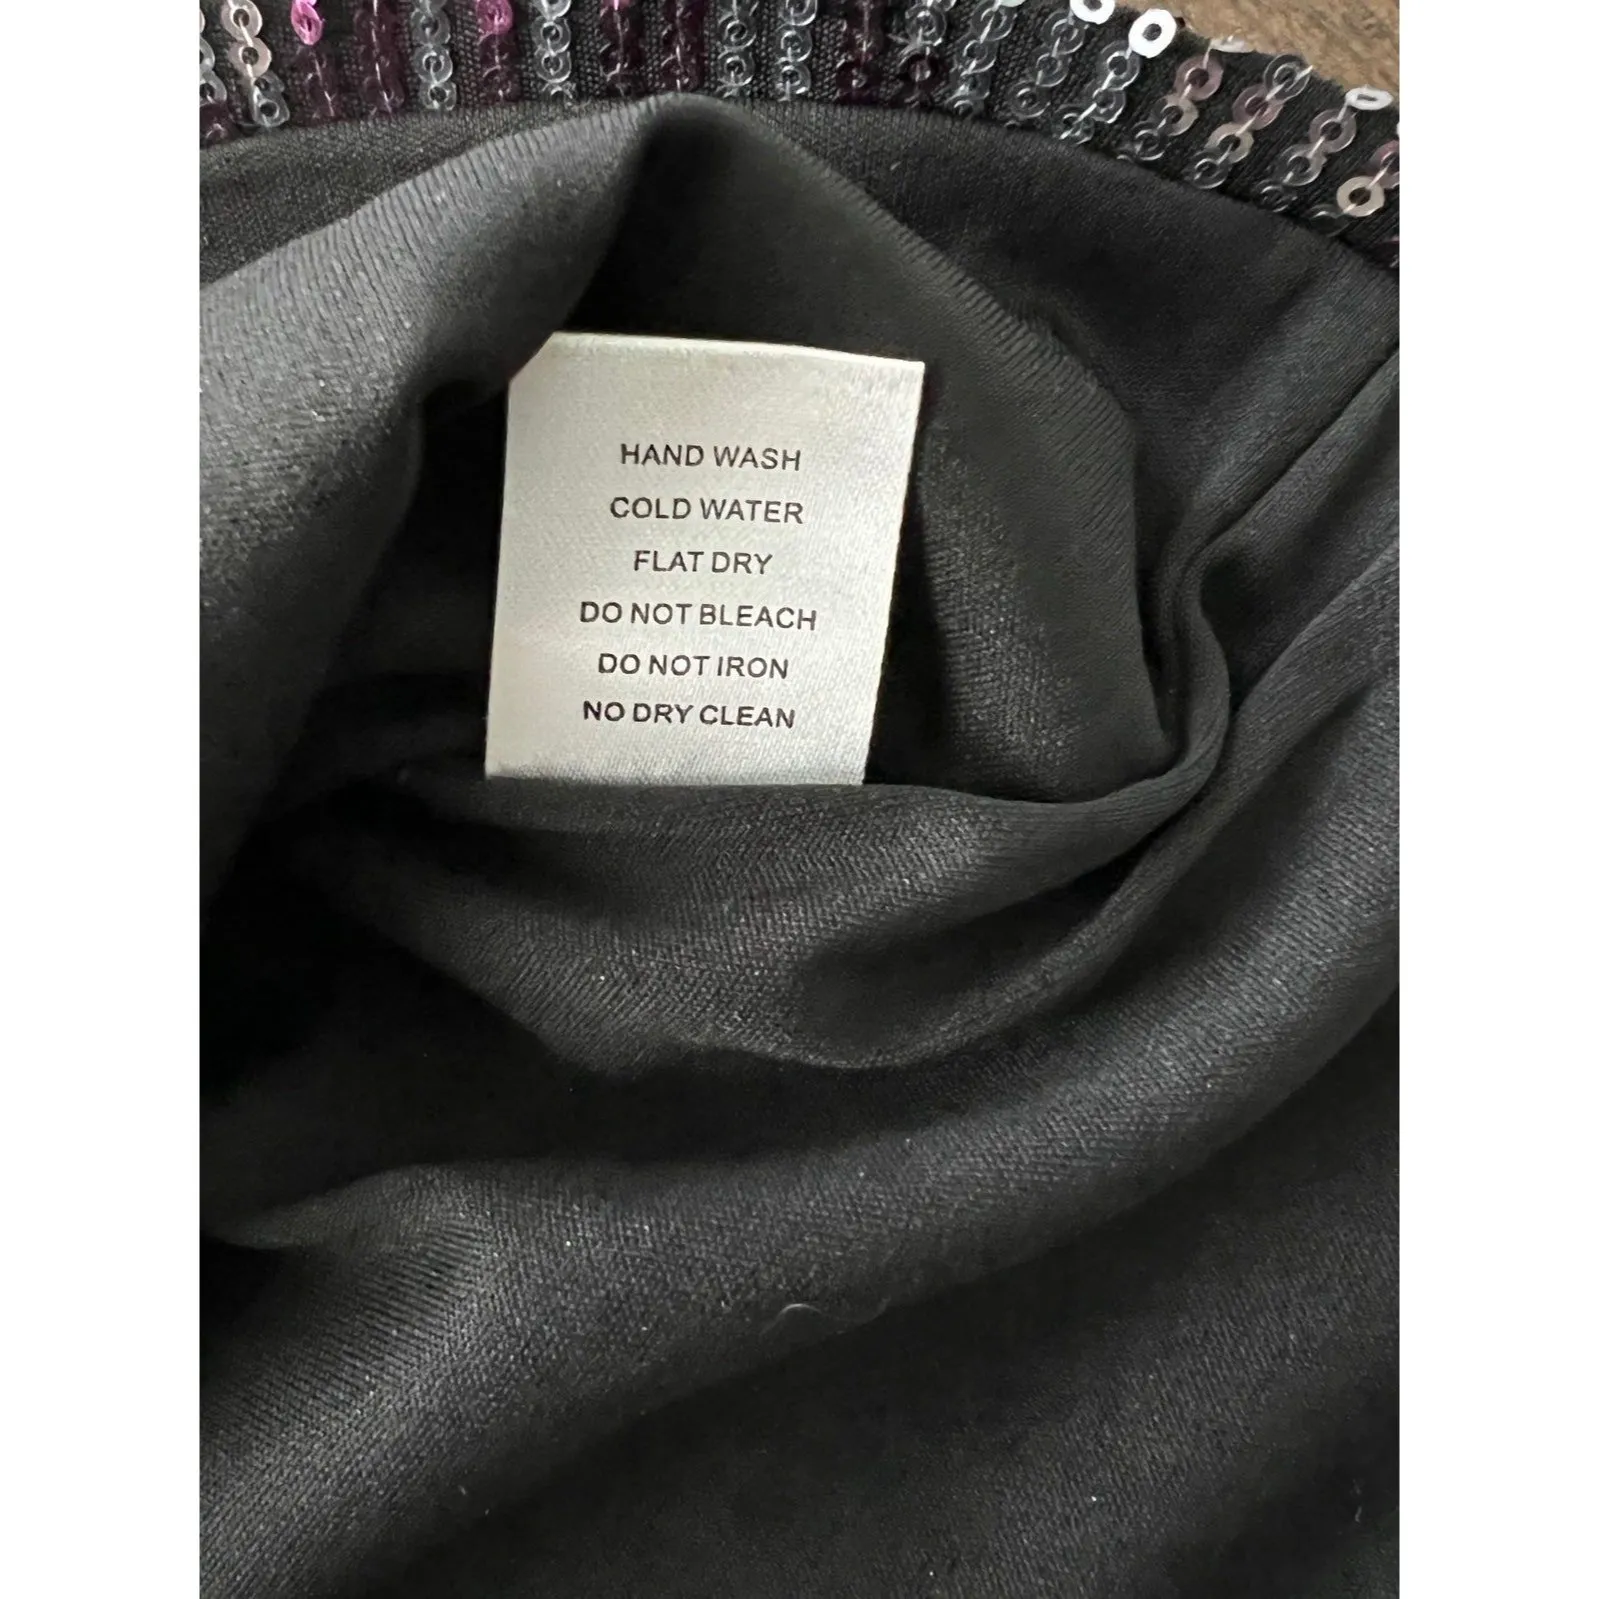 HAND WASH
COLD WATER
FLAT DRY
DO NOT BLEACH
DO NOT IRON
NO DRY CLEAN